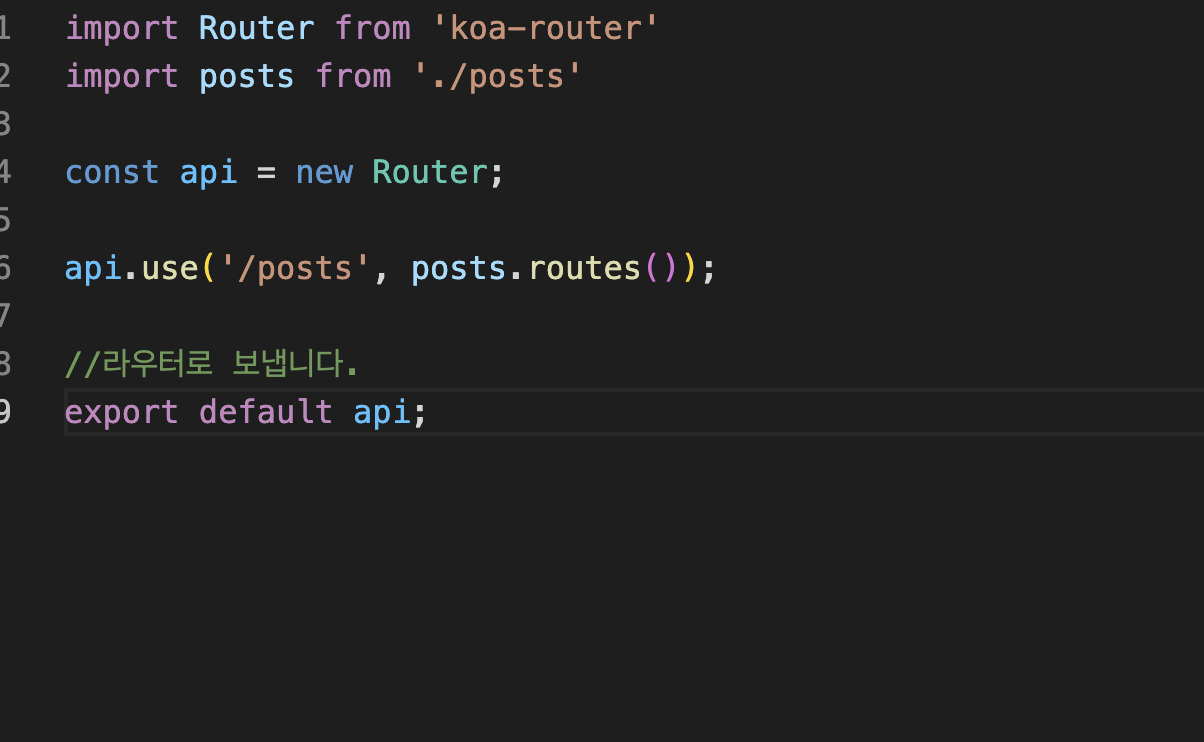 1 import Router from 'koa-router'
2 import posts from './posts'
3
4 const api = new Router;
5
6 api.use('/posts', posts.routes());
7
8 //라우터로 보냅니다.
9 export default api;